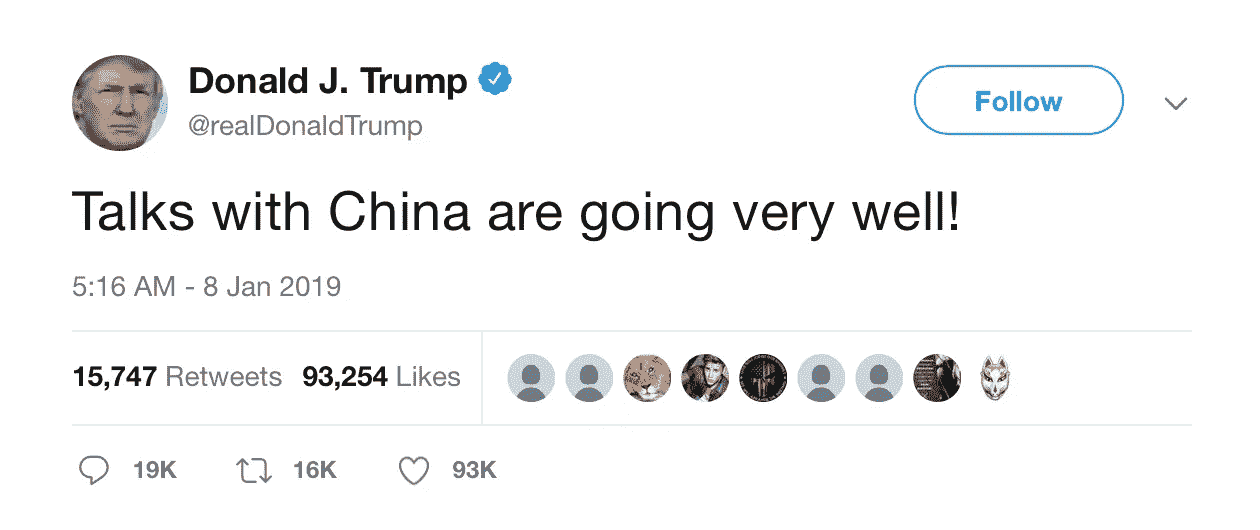 Donald J. Trump
@realDonaldTrump
Follow
Talks with China are going very well!
5:16 AM - 8 Jan 2019
15,747 Retweets 93,254 Likes
19K 16K 93K